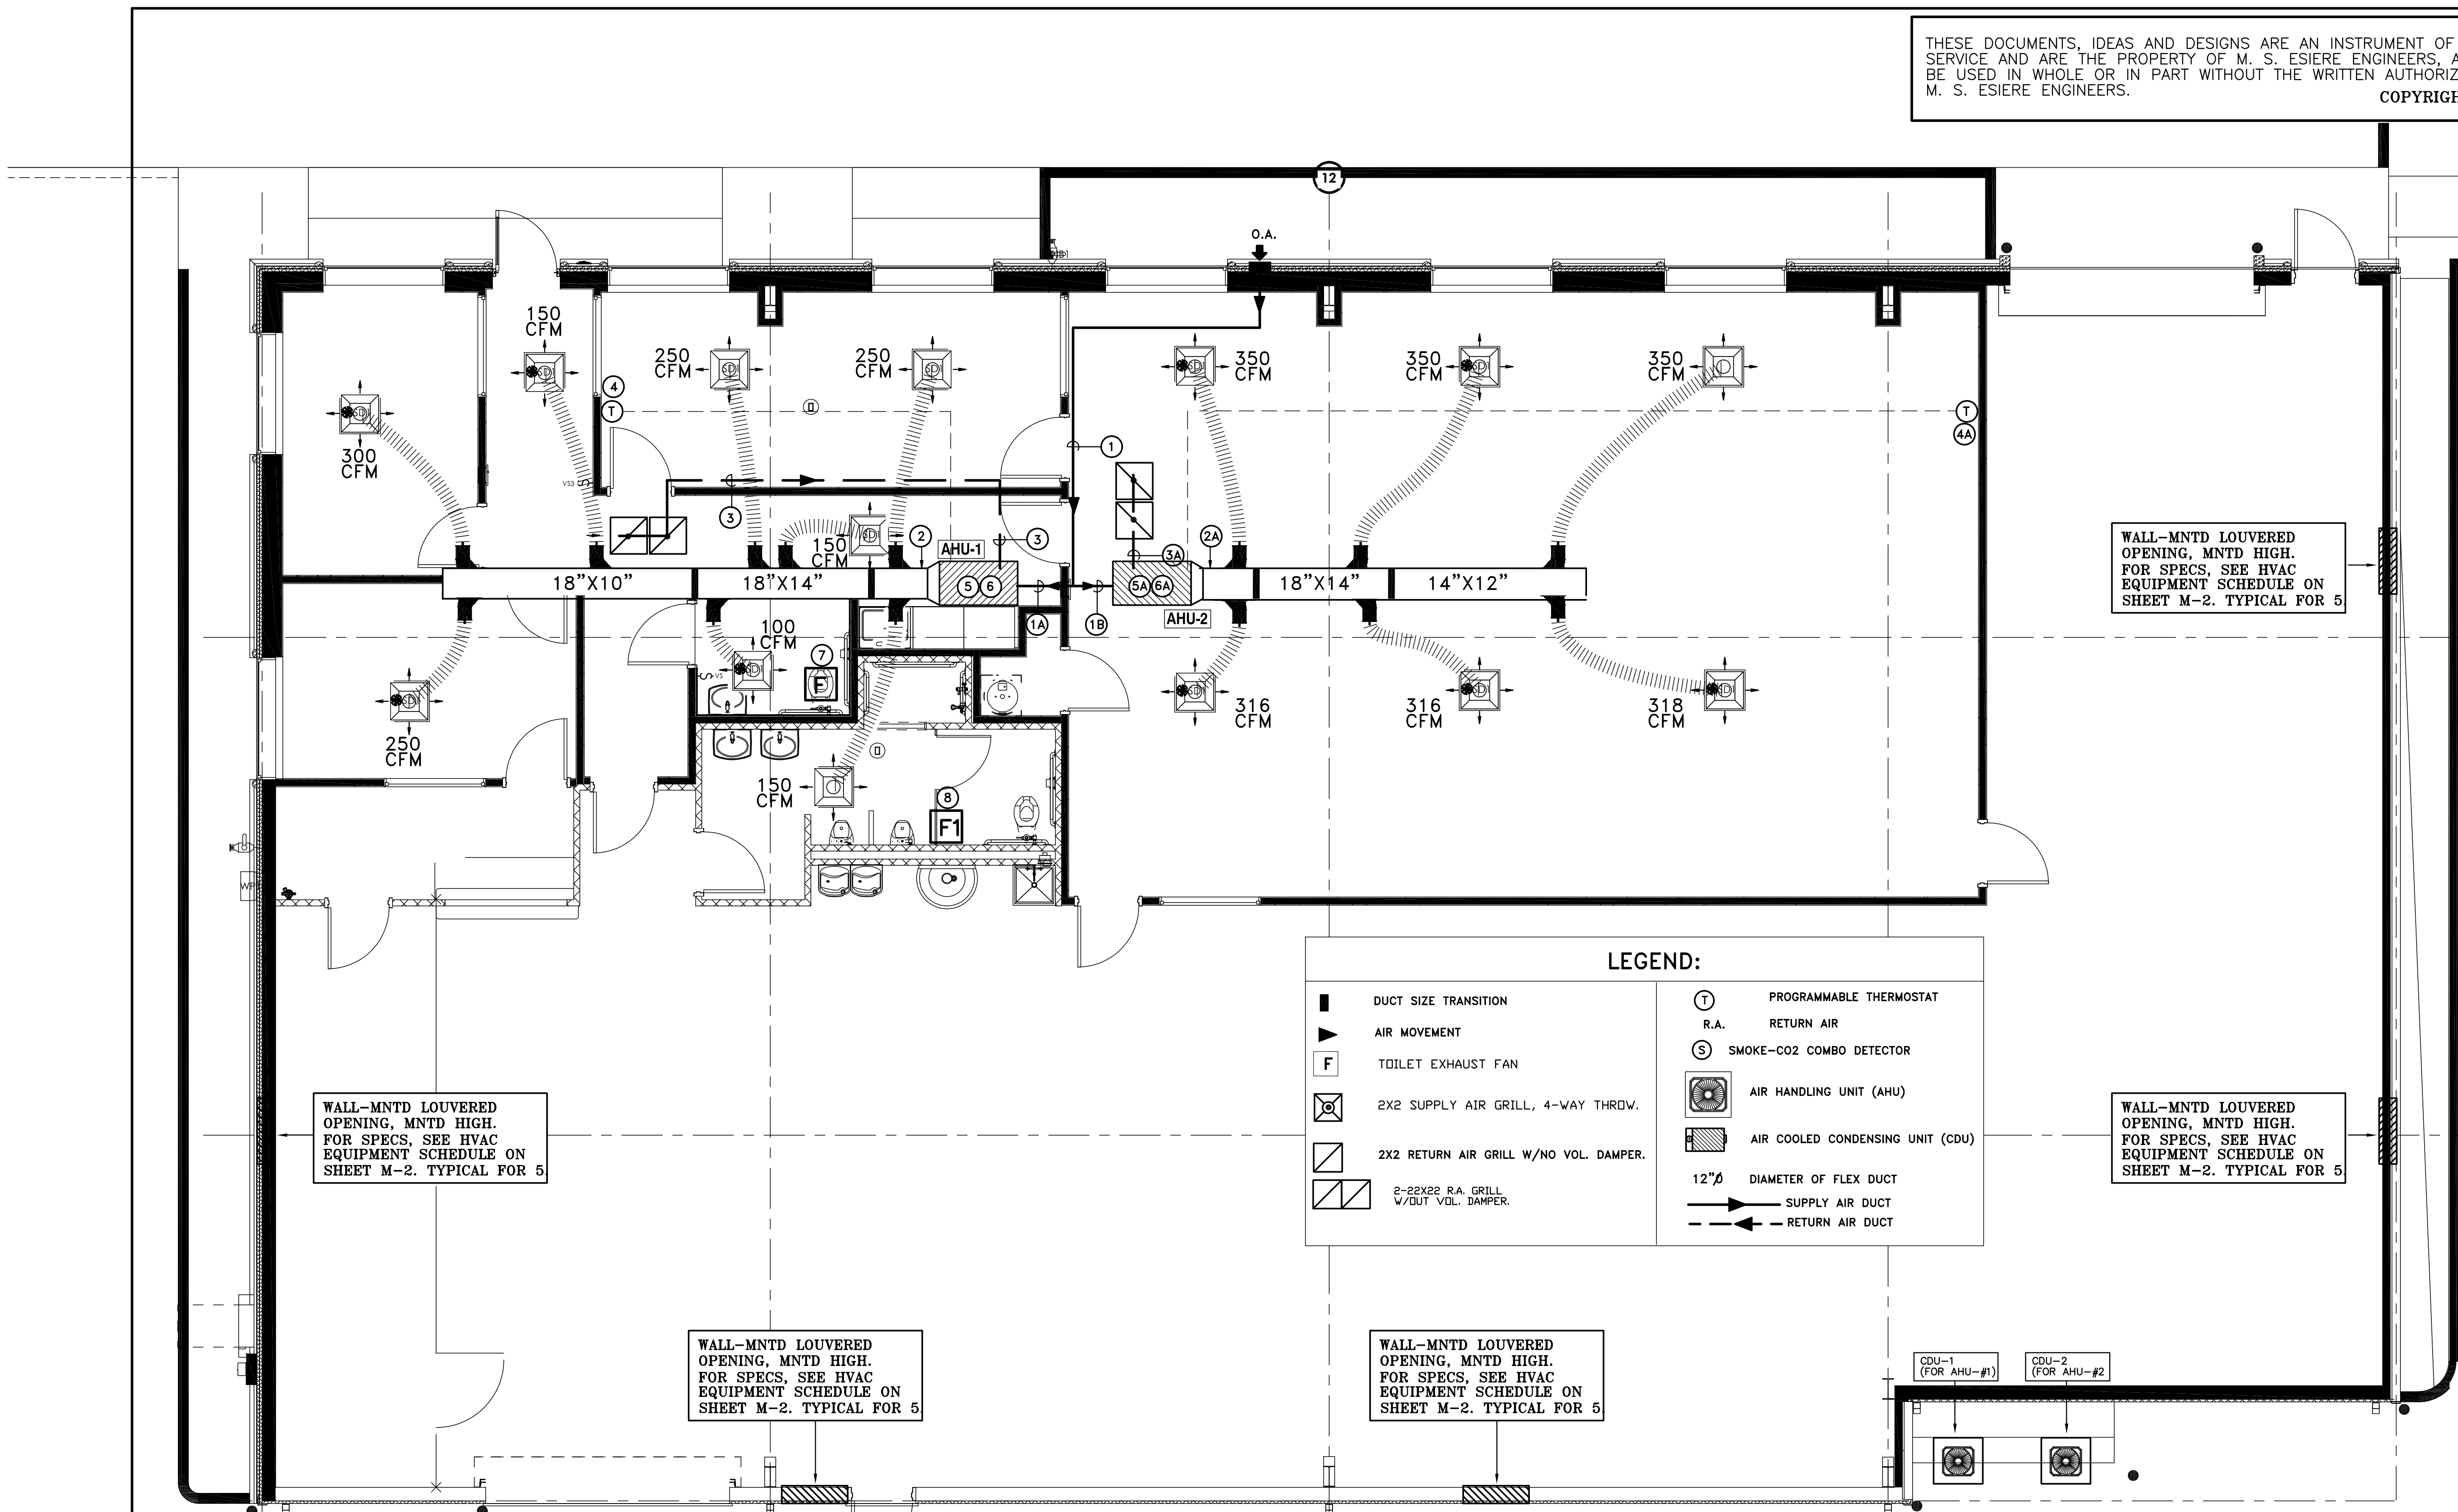 THESE DOCUMENTS, IDEAS AND DESIGNS ARE AN INSTRUMENT OF
SERVICE AND ARE THE PROPERTY OF M. S. ESIERE ENGINEERS,
BE USED IN WHOLE OR IN PART WITHOUT THE WRITTEN
M. S. ESIERE ENGINEERS.
12
O.A.
150
CFM
250
CFM
250
CFM
350
CFM
350
CFM
350
CFM
4
T
T
4A
300
CFM
1
VS3
3
150
CFM
2
AHU-1
3
3A
2A
18"X10"
18"X14"
5 6
5A 6A
18"X14"
14"X12"
1A
1B
AHU-2
WALL-MNTD LOUVERED
OPENING, MNTD HIGH.
FOR SPECS, SEE HVAC
EQUIPMENT SCHEDULE ON
SHEET M-2. TYPICAL FOR 5.
100
CFM
7
F
VS
250
CFM
316
CFM
316
CFM
318
CFM
150
CFM
8
F1
WP
LEGEND:
DUCT SIZE TRANSITION
AIR MOVEMENT
F TOILET EXHAUST FAN
2X2 SUPPLY AIR GRILL, 4-WAY THROW.
2X2 RETURN AIR GRILL W/NO VOL. DAMPER.
2-22X22 R.A. GRILL
W/OUT VOL. DAMPER.
T PROGRAMMABLE THERMOSTAT
R.A. RETURN AIR
S SMOKE-CO2 COMBO DETECTOR
AIR HANDLING UNIT (AHU)
AIR COOLED CONDENSING UNIT (CDU)
12"Ø DIAMETER OF FLEX DUCT
SUPPLY AIR DUCT
RETURN AIR DUCT
WALL-MNTD LOUVERED
OPENING, MNTD HIGH.
FOR SPECS, SEE HVAC
EQUIPMENT SCHEDULE ON
SHEET M-2. TYPICAL FOR 5.
WALL-MNTD LOUVERED
OPENING, MNTD HIGH.
FOR SPECS, SEE HVAC
EQUIPMENT SCHEDULE ON
SHEET M-2. TYPICAL FOR 5.
WALL-MNTD LOUVERED
OPENING, MNTD HIGH.
FOR SPECS, SEE HVAC
EQUIPMENT SCHEDULE ON
SHEET M-2. TYPICAL FOR 5.
WALL-MNTD LOUVERED
OPENING, MNTD HIGH.
FOR SPECS, SEE HVAC
EQUIPMENT SCHEDULE ON
SHEET M-2. TYPICAL FOR 5.
CDU-1
(FOR AHU-#1)
CDU-2
(FOR AHU-#2